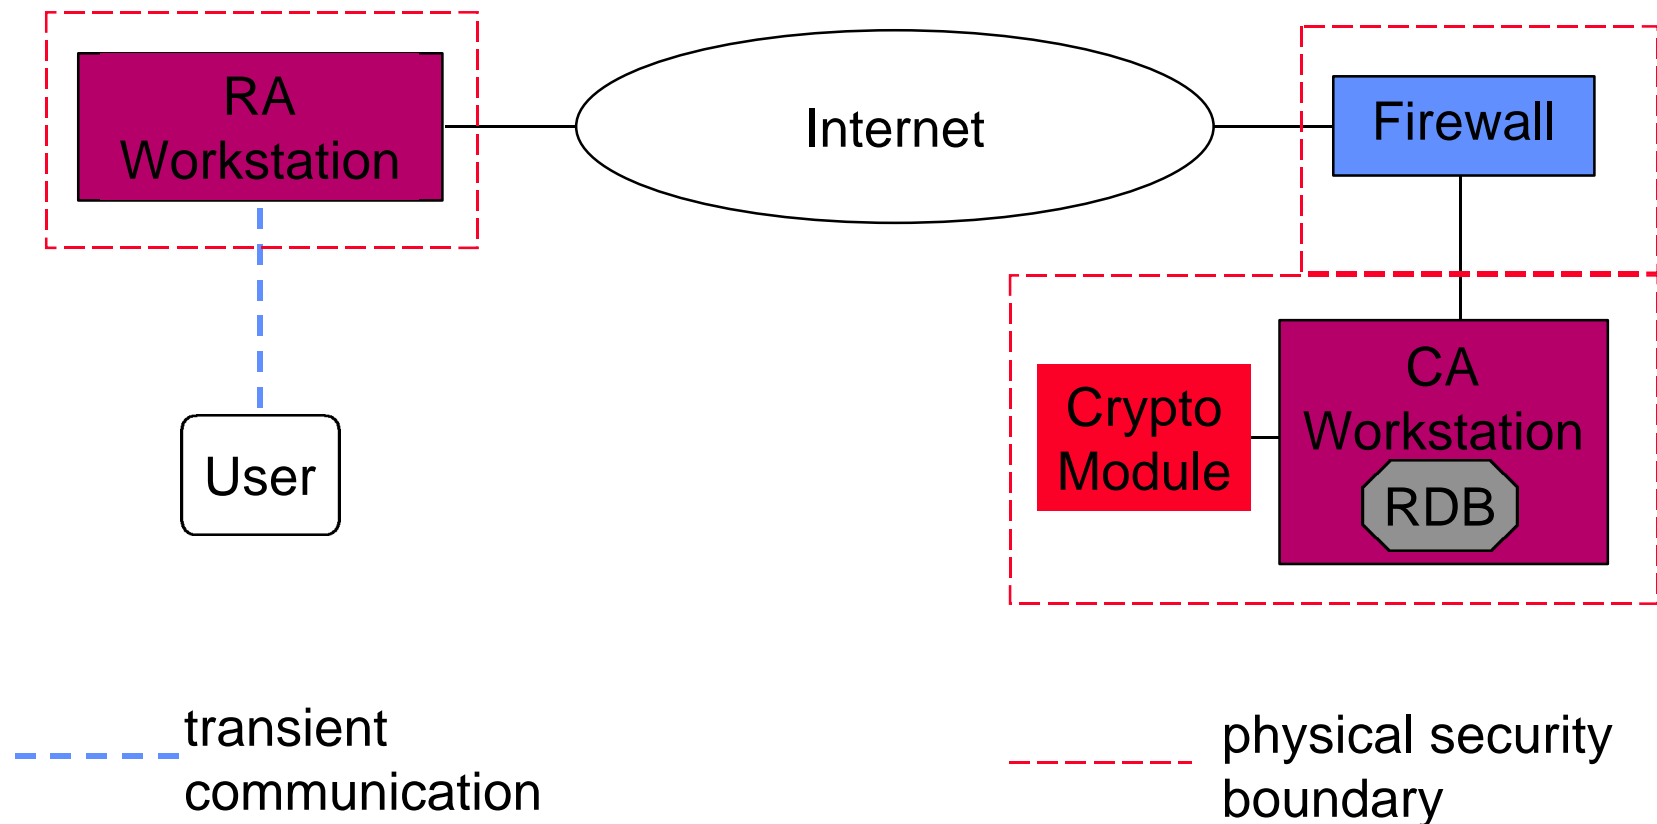 RA
Workstation
Internet
Firewall
CA
Workstation
Crypto
Module
RDB
User
transient
communication
physical security
boundary